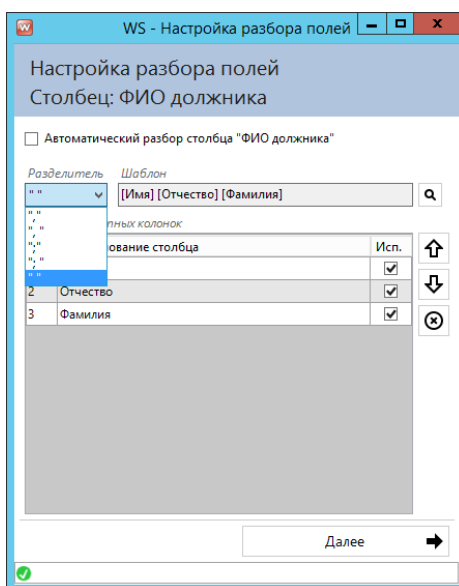 WS - Настройка разбора полей
Настройка разбора полей
Столбец: ФИО должника
Автоматический разбор столбца "ФИО должника"
Разделитель Шаблон
" " [Имя] [Отчество] [Фамилия]
","
", "
";"
"; "
" "
ных колонок
ование столбца Исп.
2 Отчество
3 Фамилия
Далее